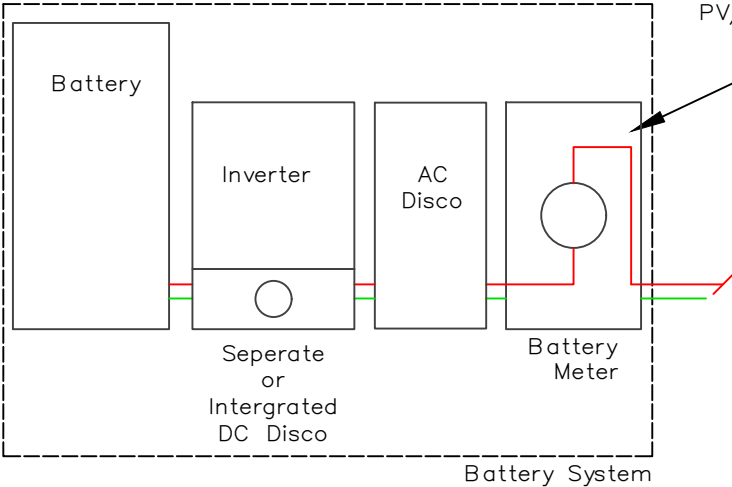 PV/
Battery
Inverter
AC
Disco
Seperate
or
Intergrated
DC Disco
Battery
Meter
Battery System